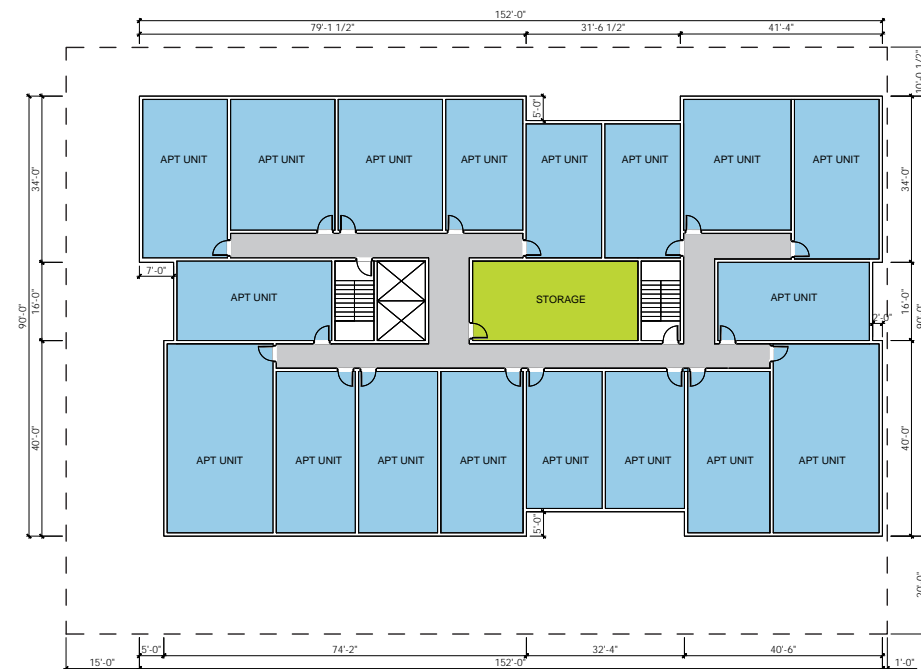 152'-0"
79'-1 1/2" 31'-6 1/2" 41'-4"
10'-0 1/2"
5'-0"
APT UNIT APT UNIT APT UNIT APT UNIT APT UNIT APT UNIT APT UNIT APT UNIT
34'-0" 34'-0"
7'-0"
90'-0" 16'-0" APT UNIT STORAGE APT UNIT 16'-0" 90'-0"
2'-0"
40'-0" APT UNIT APT UNIT APT UNIT APT UNIT APT UNIT APT UNIT APT UNIT APT UNIT 40'-0"
5'-0"
5'-0" 74'-2" 32'-4" 40'-6"
15'-0" 152'-0" 1'-0"